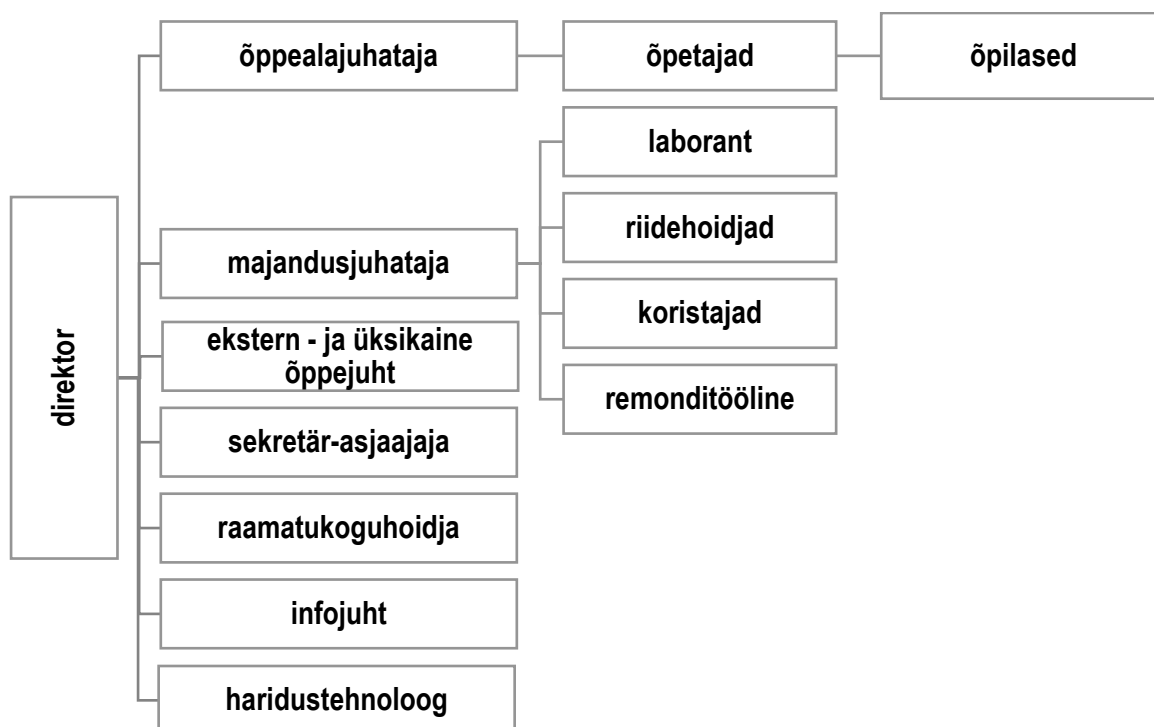 direktor
õppealajuhataja
õpetajad
õpilased
majandusjuhataja
laborant
riidehoidjad
koristajad
remonditööline
ekstern - ja üksikaine
õppejuht
sekretär-asjaajaja
raamatukoguhoidja
infojuht
haridustehnoloog